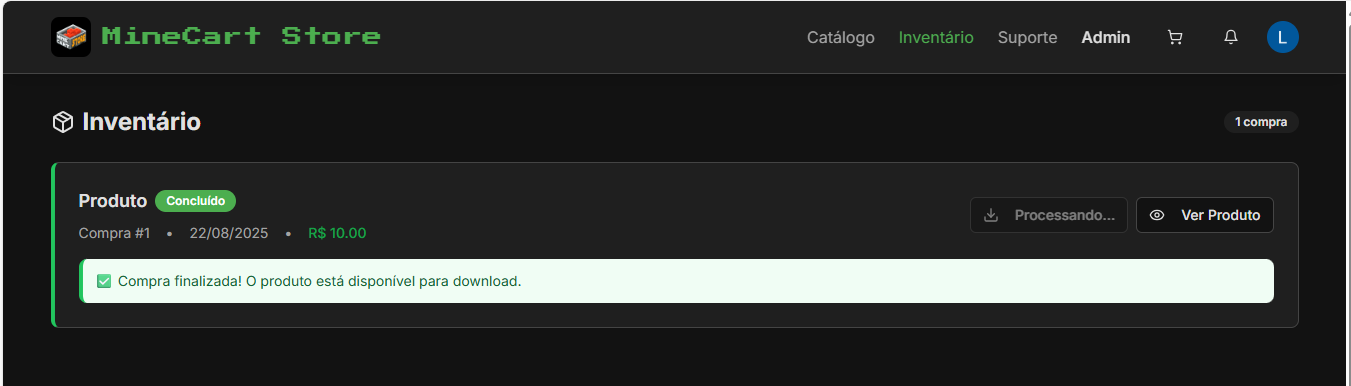 MineCart Store
Catálogo Inventário Suporte Admin L
Inventário 1 compra
Produto Concluído
Processando... Ver Produto
Compra #1 • 22/08/2025 • R$ 10.00
✅ Compra finalizada! O produto está disponível para download.